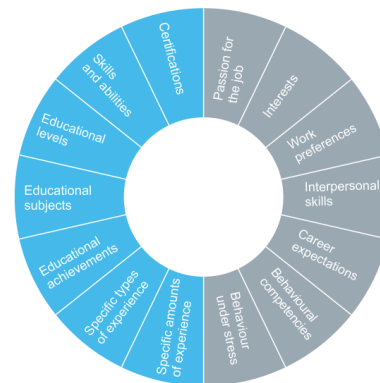 Passion for
the job
Interests
Work
preferences
Interpersonal
skills
Career
expectations
Behavioural
competencies
Behaviour
under stress
Specific amounts
of experience
Specific types
of experience
Educational
achievements
Educational
subjects
Educational
levels
Skills
and abilities
Certifications